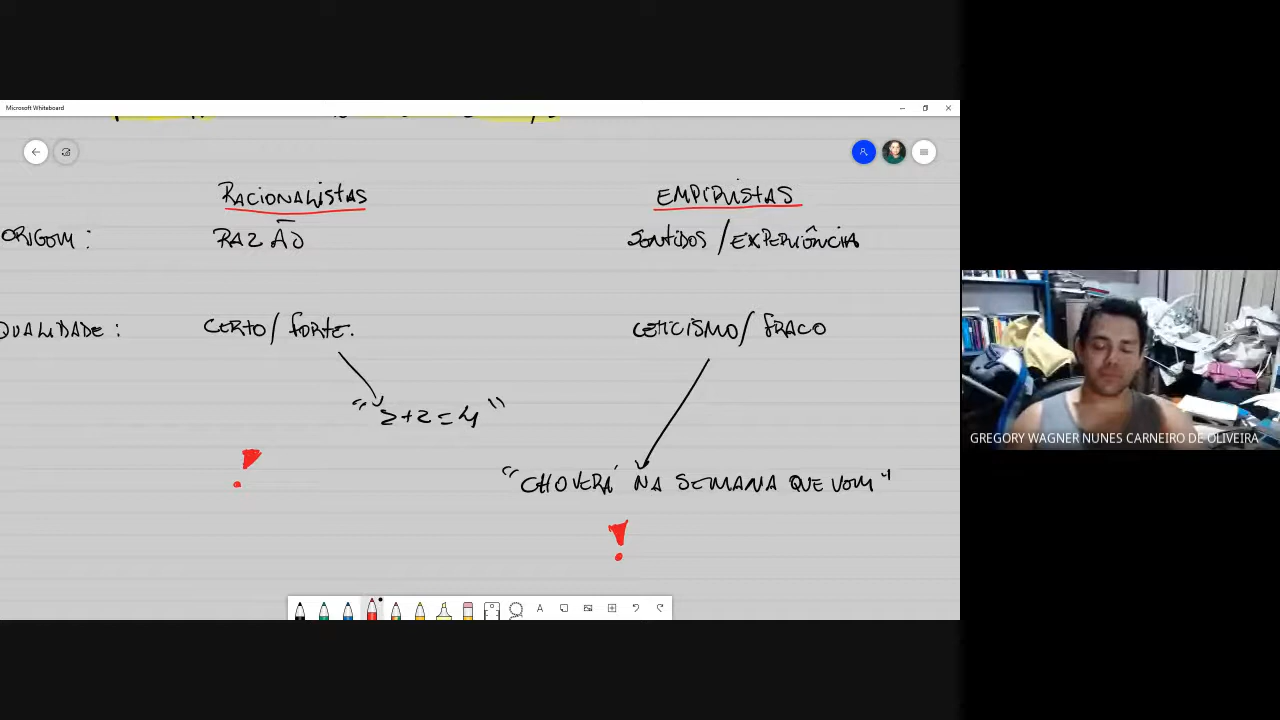 Microsoft Whiteboard
RACIONALISTAS EMPIRISTAS
ORIGEM: RAZÃO SENTIDOS / EXPERIÊNCIA
QUALIDADE: CERTO / FORTE. CETICISMO / FRACO
"2+2=4"
GREGORY WAGNER NUNES CARNEIRO DE OLIVEIRA
!
"CHOVERÁ NA SEMANA QUE VEM"
!
A